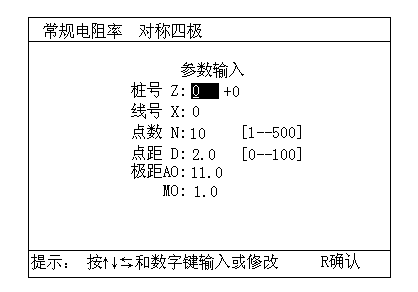 常规电阻率 对称四极
参数输入
桩号 Z: 0 +0
线号 X: 0
点数 N: 10 [1--500]
点距 D: 2.0 [0--100]
极距AO: 11.0
MO: 1.0
提示： 按↑↓⇆和数字键输入或修改 R确认